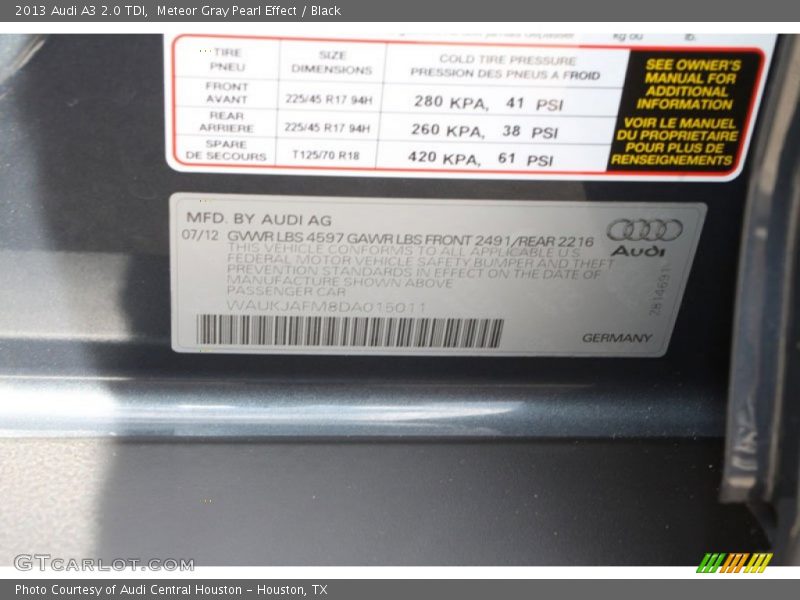 2013 Audi A3 2.0 TDI, Meteor Gray Pearl Effect / Black
kg ou lb.
TIRE SIZE COLD TIRE PRESSURE
PNEU DIMENSIONS PRESSION DES PNEUS A FROID
FRONT
AVANT 225/45 R17 94H 280 KPA, 41 PSI
REAR
ARRIERE 225/45 R17 94H 260 KPA, 38 PSI
SPARE
DE SECOURS T125/70 R18 420 KPA, 61 PSI
SEE OWNER'S
MANUAL FOR
ADDITIONAL
INFORMATION
VOIR LE MANUEL
DU PROPRIETAIRE
POUR PLUS DE
RENSEIGNEMENTS
MFD. BY AUDI AG
07/12 GVWR LBS 4597 GAWR LBS FRONT 2491/REAR 2216
THIS VEHICLE CONFORMS TO ALL APPLICABLE U.S.
FEDERAL MOTOR VEHICLE SAFETY BUMPER AND THEFT
PREVENTION STANDARDS IN EFFECT ON THE DATE OF
MANUFACTURE SHOWN ABOVE
PASSENGER CAR
WAUKJAFM8DA015011
Audi
2814691
GERMANY
GTCARLOT.COM
Photo Courtesy of Audi Central Houston - Houston, TX